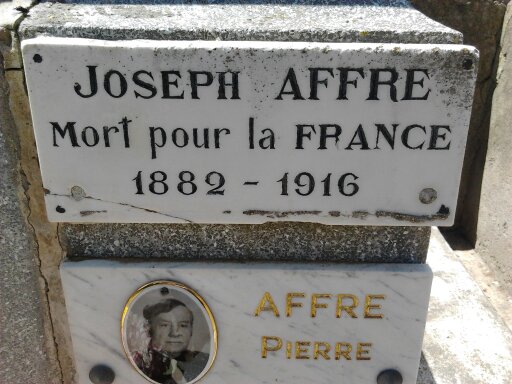 JOSEPH AFFRE
Mort pour la FRANCE
1882 - 1916
AFFRE
PIERRE